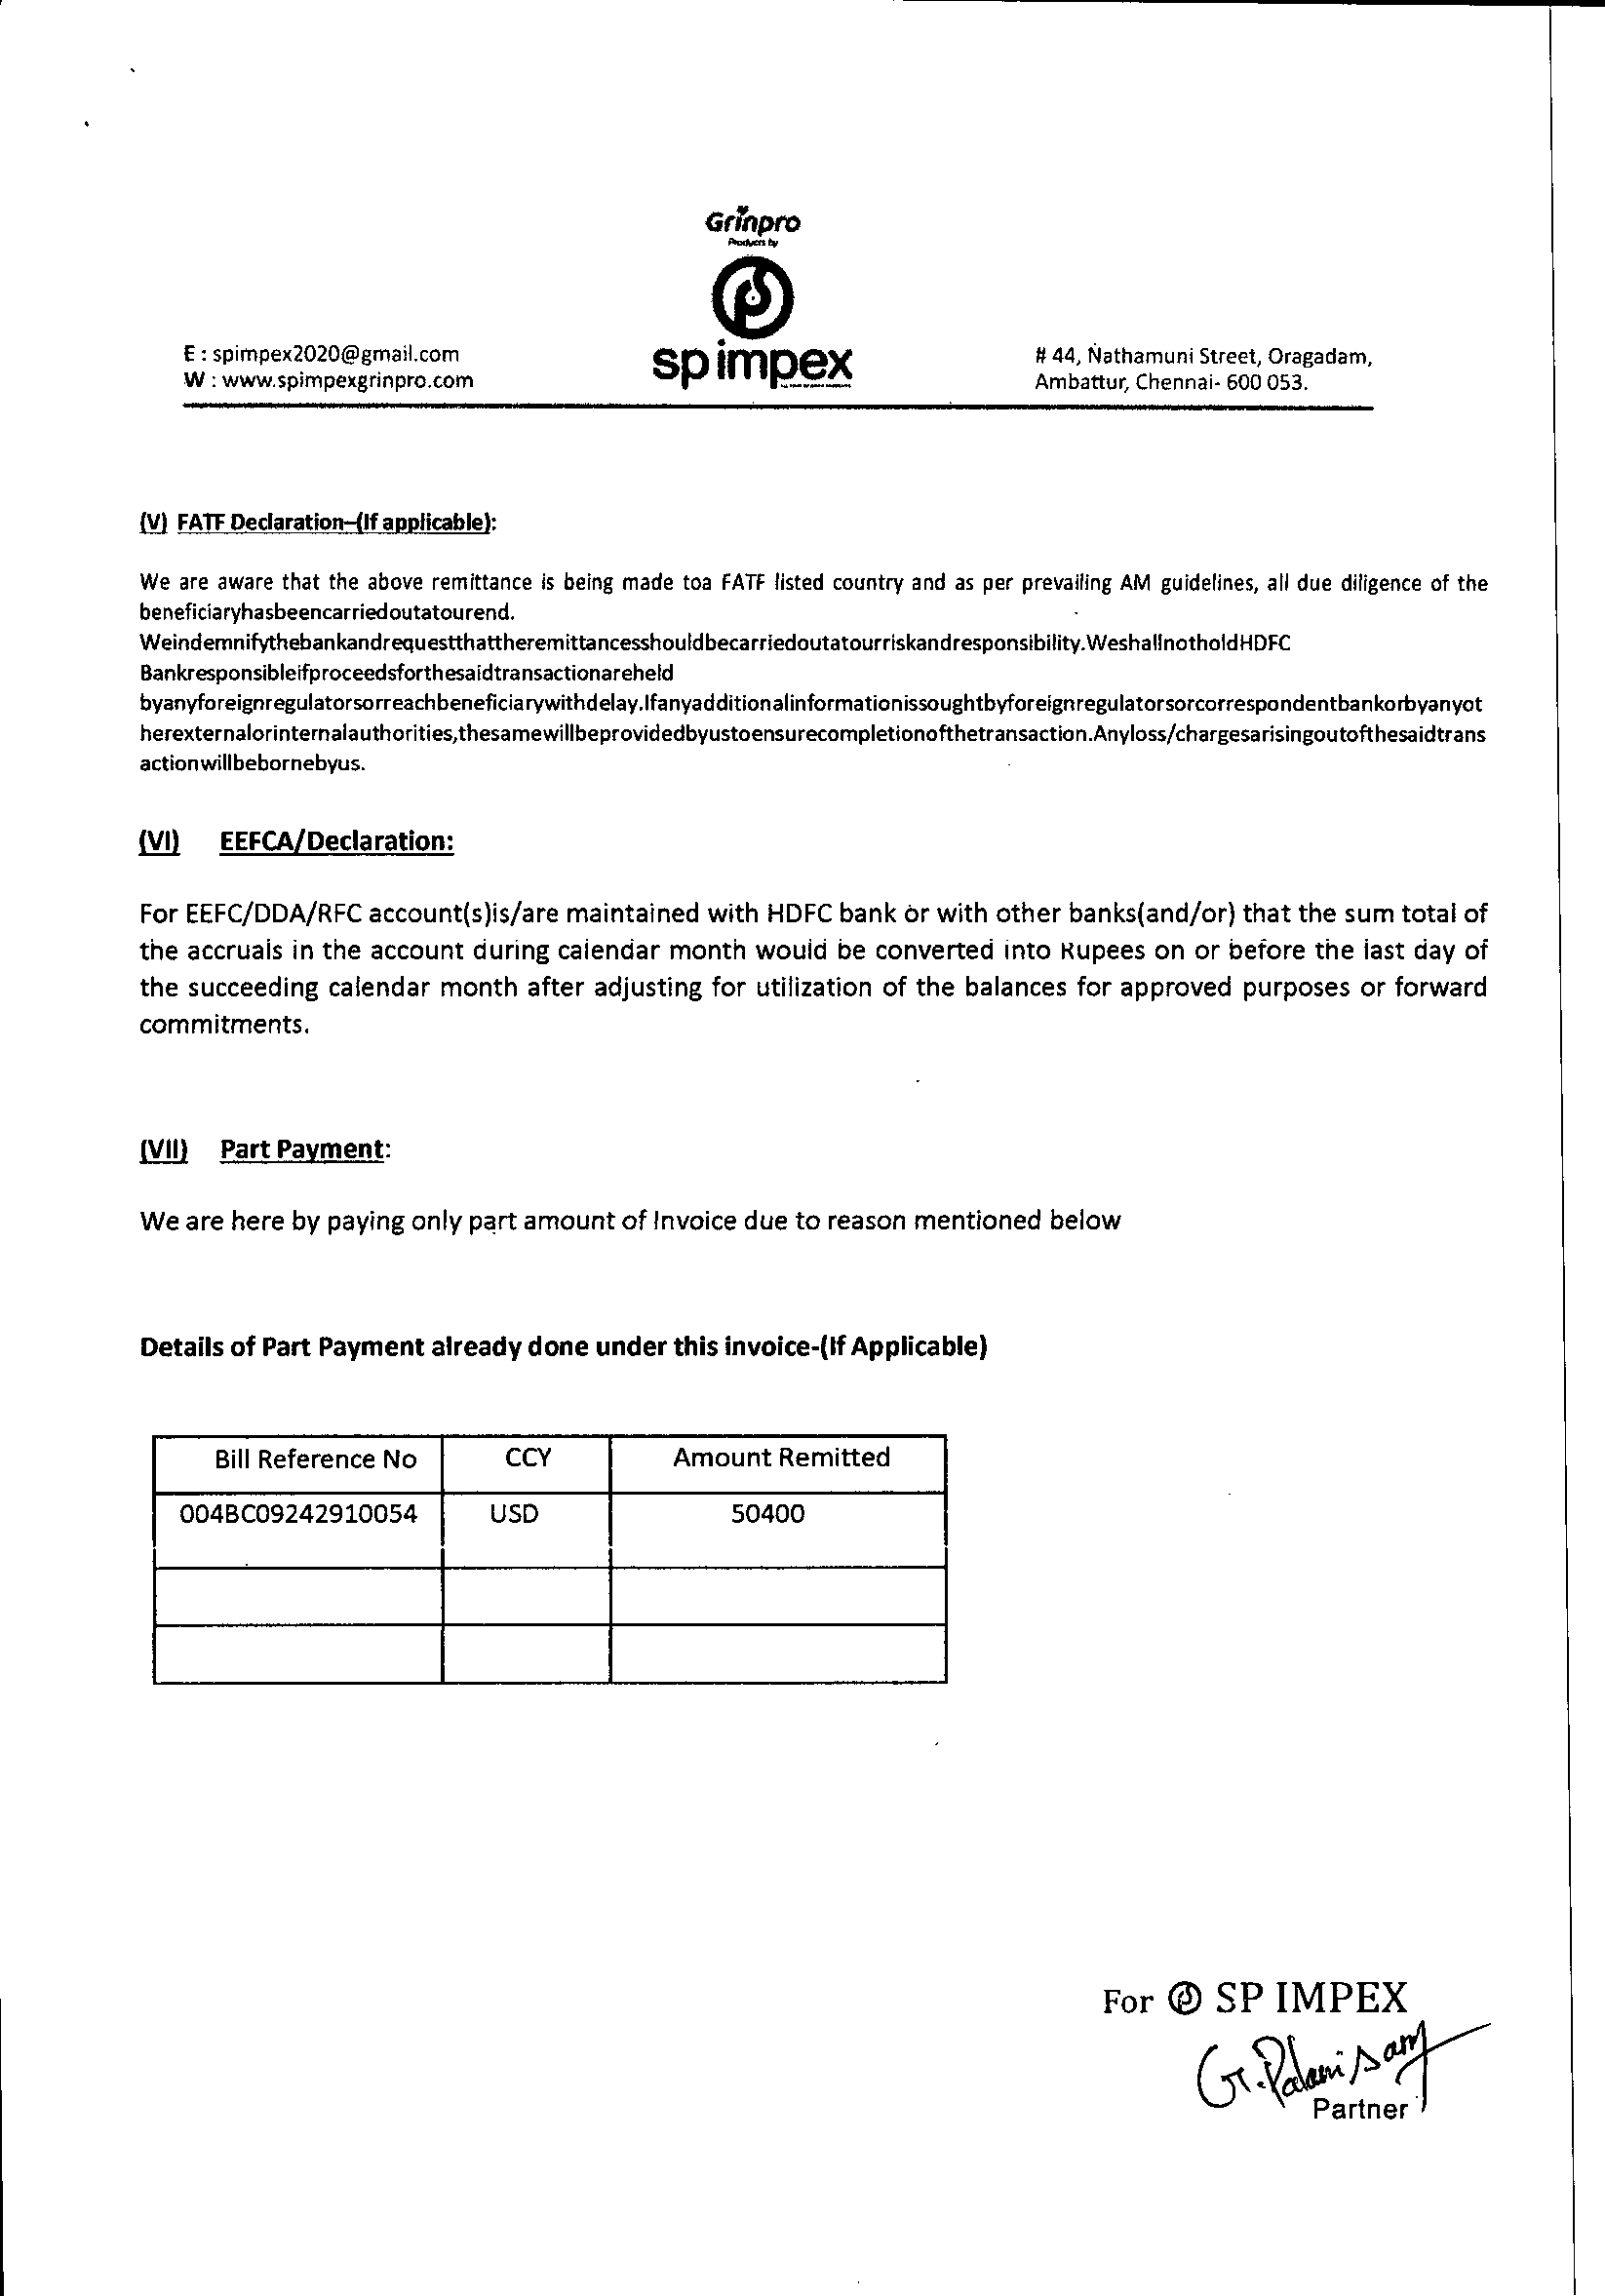 Grinpro
Products by
sp impex
E : spimpex2020@gmail.com
W : www.spimpexgrinpro.com
# 44, Nathamuni Street, Oragadam,
Ambattur, Chennai- 600 053.
(V) FATF Declaration–(If applicable):
We are aware that the above remittance is being made toa FATF listed country and as per prevailing AM guidelines, all due diligence of the
beneficiaryhasbeencarriedoutatourend.
Weindemnifythebankandrequestthattheremittancesshouldbecarriedoutatourriskandresponsibility.WeshallnotholdHDFC
Bankresponsibleifproceedsforthesaidtransactionareheld
byanyforeignregulatorsorreachbeneficiarywithdelay.Ifanyadditionalinformationissoughtbyforeignregulatorsorcorrespondentbankorbyanyot
herexternalorinternalauthorities,thesamewillbeprovidedbyustoensurecompletionofthetransaction.Anyloss/chargesarisingoutofthesaidtrans
actionwillbebornebyus.
(VI) EEFCA/Declaration:
For EEFC/DDA/RFC account(s)is/are maintained with HDFC bank or with other banks(and/or) that the sum total of
the accruals in the account during calendar month would be converted into Rupees on or before the last day of
the succeeding calendar month after adjusting for utilization of the balances for approved purposes or forward
commitments.
(VII) Part Payment:
We are here by paying only part amount of Invoice due to reason mentioned below
Details of Part Payment already done under this invoice-(If Applicable)
Bill Reference No CCY Amount Remitted
004BC09242910054 USD 50400
For SP IMPEX
G. Palanisamy
Partner